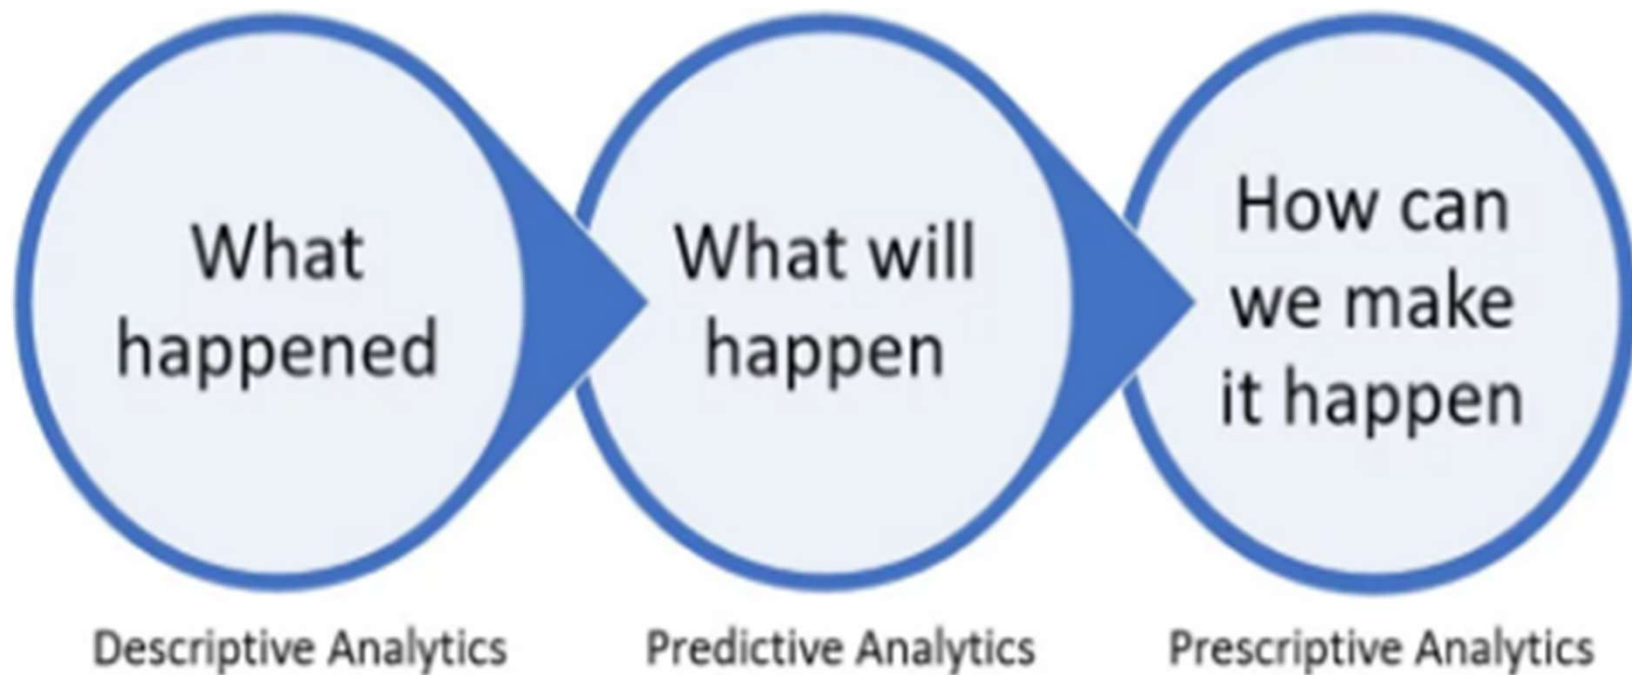 What
happened
What will
happen
How can
we make
it happen
Descriptive Analytics
Predictive Analytics
Prescriptive Analytics